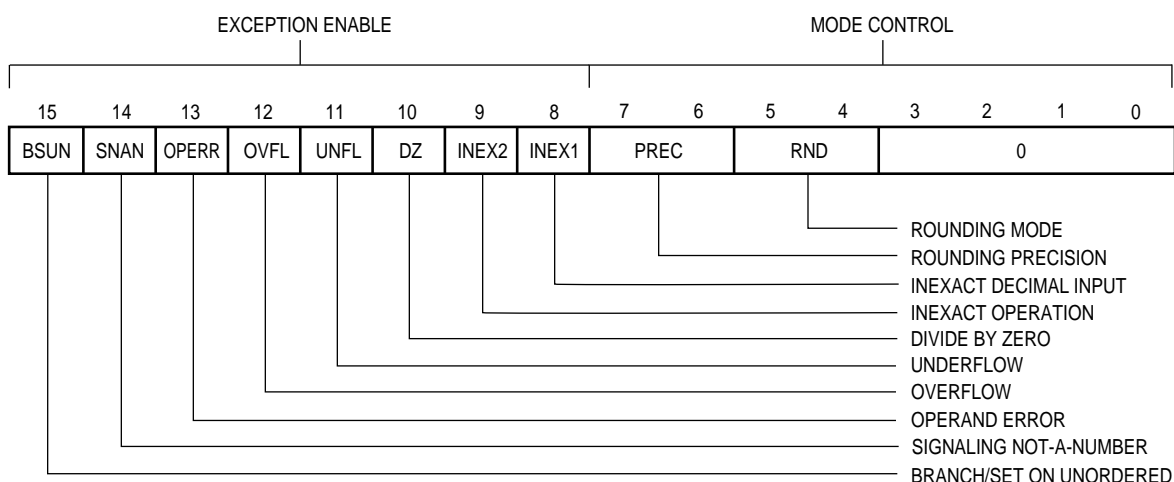 EXCEPTION ENABLE MODE CONTROL
15 14 13 12 11 10 9 8 7 6 5 4 3 2 1 0
BSUN SNAN OPERR OVFL UNFL DZ INEX2 INEX1 PREC RND 0
ROUNDING MODE
ROUNDING PRECISION
INEXACT DECIMAL INPUT
INEXACT OPERATION
DIVIDE BY ZERO
UNDERFLOW
OVERFLOW
OPERAND ERROR
SIGNALING NOT-A-NUMBER
BRANCH/SET ON UNORDERED